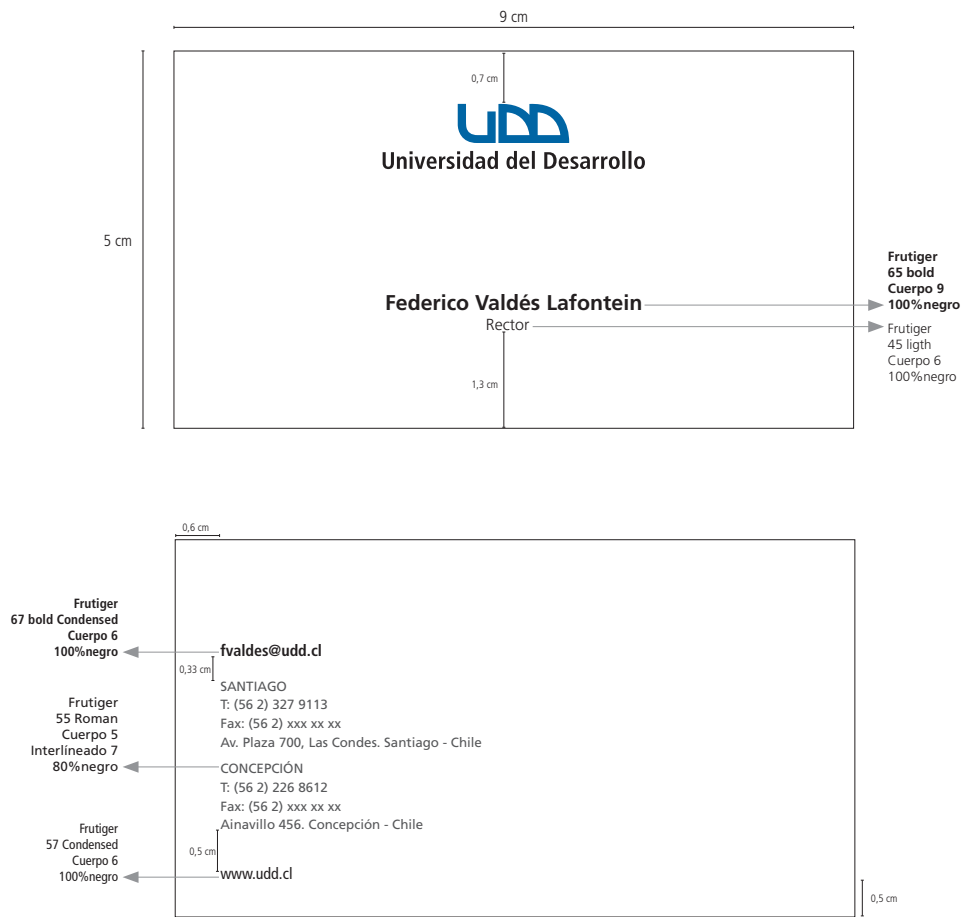 9 cm
0,7 cm
UDD
Universidad del Desarrollo
5 cm
Federico Valdés Lafontein
Rector
1,3 cm
Frutiger
65 bold
Cuerpo 9
100%negro
Frutiger
45 ligth
Cuerpo 6
100%negro
0,6 cm
Frutiger
67 bold Condensed
Cuerpo 6
100%negro
fvaldes@udd.cl
0,33 cm
SANTIAGO
T: (56 2) 327 9113
Fax: (56 2) xxx xx xx
Av. Plaza 700, Las Condes. Santiago - Chile
Frutiger
55 Roman
Cuerpo 5
Interlíneado 7
80%negro
CONCEPCIÓN
T: (56 2) 226 8612
Fax: (56 2) xxx xx xx
Ainavillo 456. Concepción - Chile
Frutiger
57 Condensed
Cuerpo 6
100%negro
0,5 cm
www.udd.cl
0,5 cm